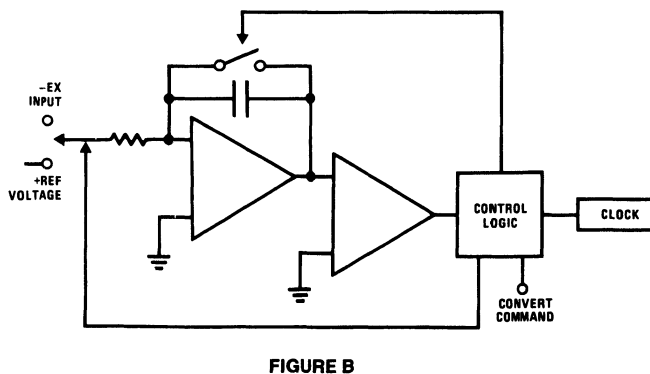 –EX
INPUT
+REF
VOLTAGE
CONTROL
LOGIC
CLOCK
CONVERT
COMMAND
FIGURE B